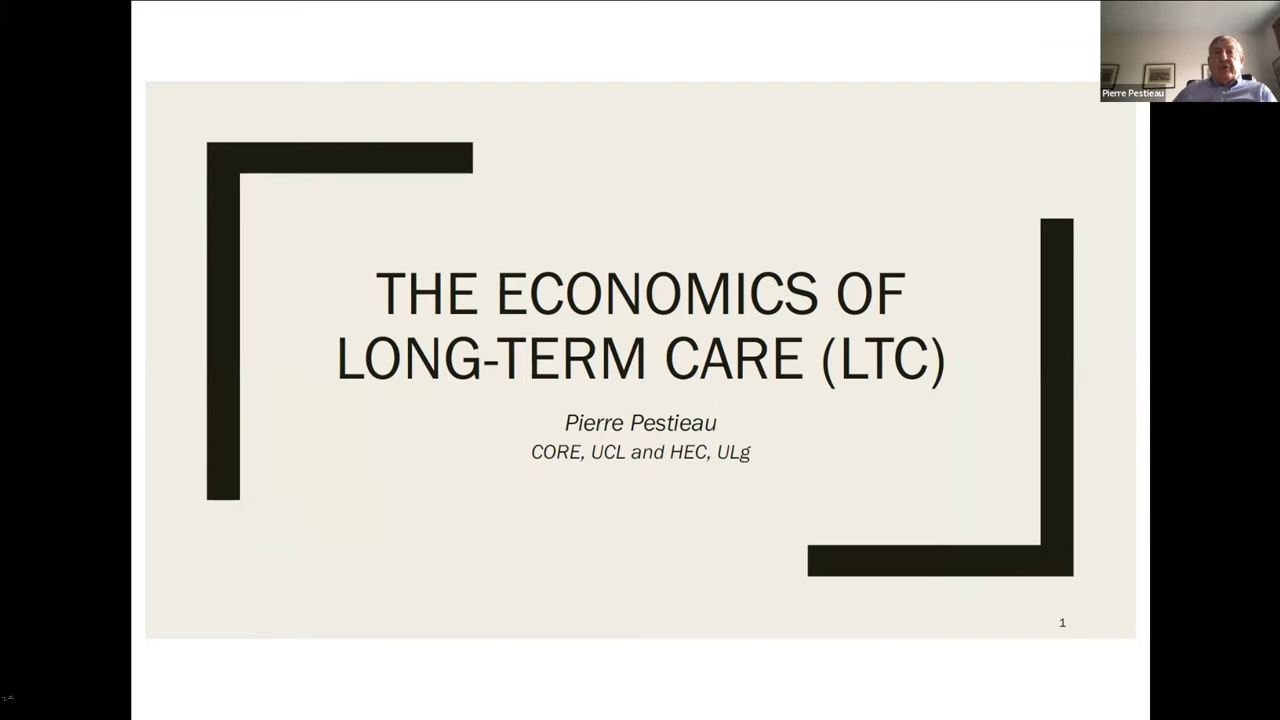 Pierre Pestieau
THE ECONOMICS OF
LONG-TERM CARE (LTC)
Pierre Pestieau
CORE, UCL and HEC, ULg
1